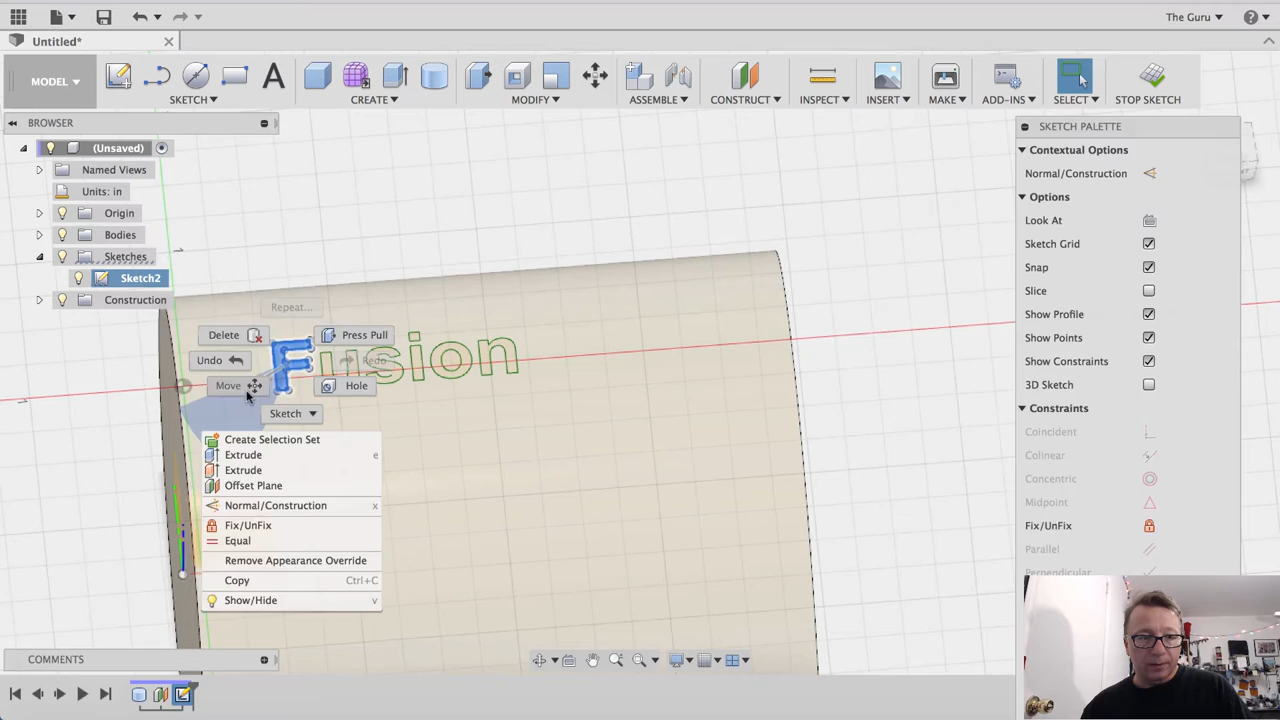 The Guru
Untitled*
MODEL
SKETCH
CREATE
MODIFY
ASSEMBLE
CONSTRUCT
INSPECT
INSERT
MAKE
ADD-INS
SELECT
STOP SKETCH
BROWSER
(Unsaved)
Named Views
Units: in
Origin
Bodies
Sketches
Sketch2
Construction
Repeat...
Delete
Press Pull
Undo
Redo
Move
Hole
Sketch
Fusion
Create Selection Set
Extrude e
Extrude
Offset Plane
Normal/Construction x
Fix/UnFix
Equal
Remove Appearance Override
Copy Ctrl+C
Show/Hide v
SKETCH PALETTE
Contextual Options
Normal/Construction
Options
Look At
Sketch Grid
Snap
Slice
Show Profile
Show Points
Show Constraints
3D Sketch
Constraints
Coincident
Colinear
Concentric
Midpoint
Fix/UnFix
Parallel
Perpendicular
COMMENTS